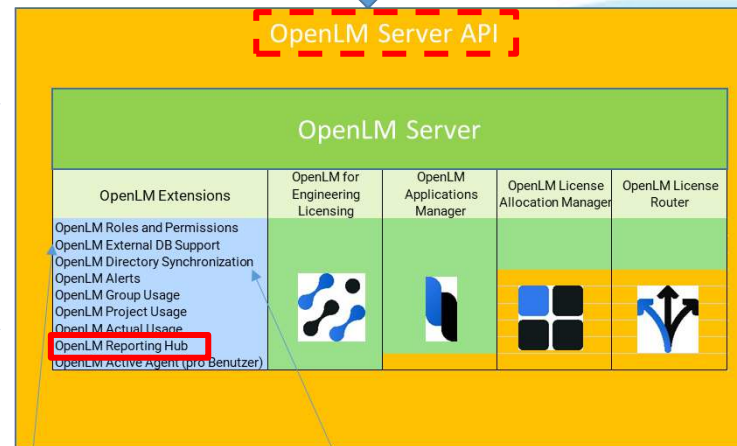 OpenLM Server API
OpenLM Server
OpenLM Extensions
OpenLM for
Engineering
Licensing
OpenLM
Applications
Manager
OpenLM License
Allocation Manager
OpenLM License
Router
OpenLM Roles and Permissions
OpenLM External DB Support
OpenLM Directory Synchronization
OpenLM Alerts
OpenLM Group Usage
OpenLM Project Usage
OpenLM Actual Usage
OpenLM Reporting Hub
OpenLM Active Agent (pro Benutzer)